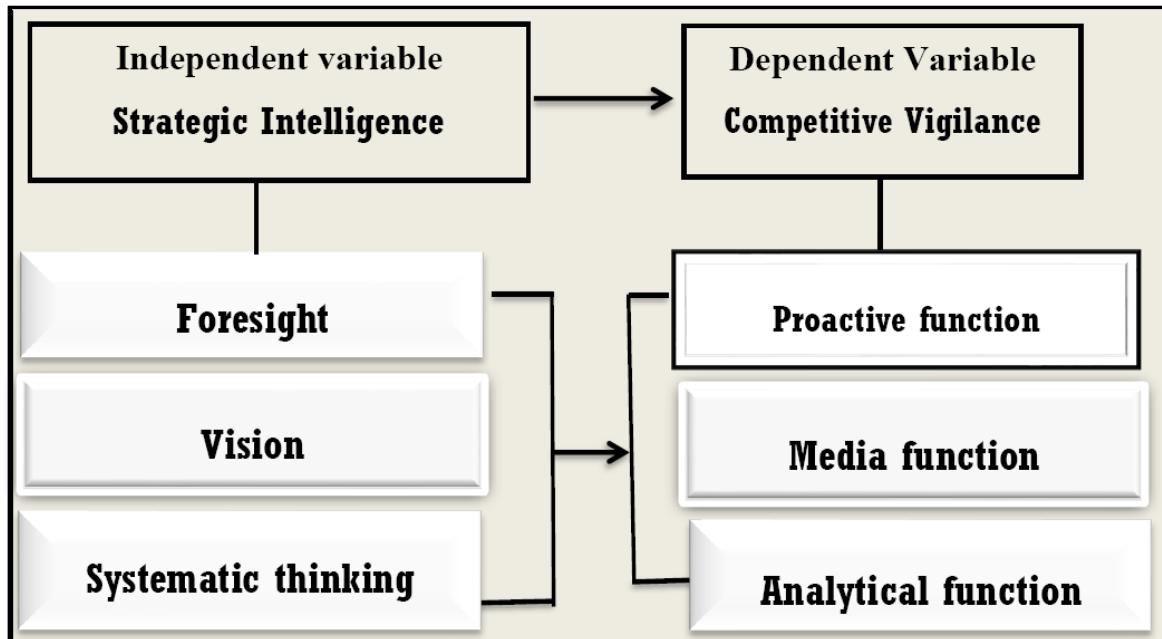 Independent variable
Strategic Intelligence
Dependent Variable
Competitive Vigilance
Foresight
Proactive function
Vision
Media function
Systematic thinking
Analytical function